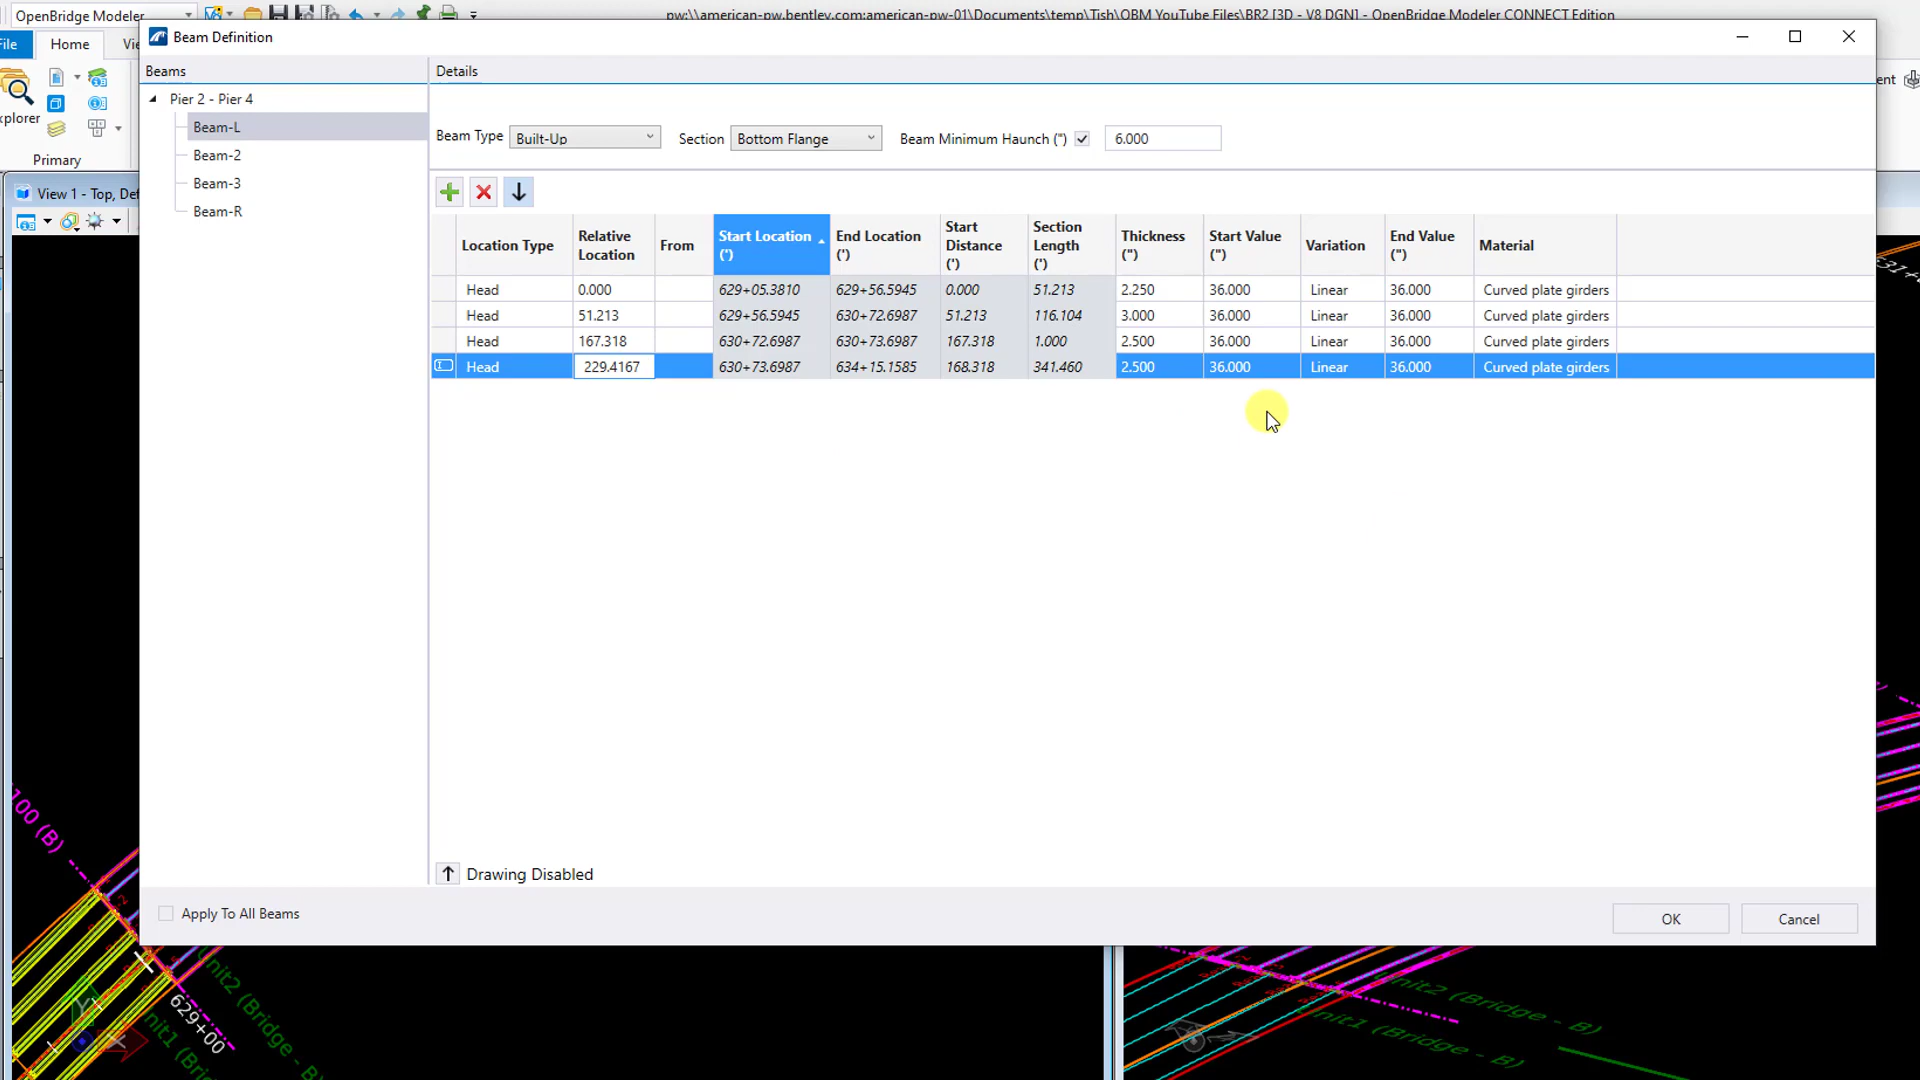 OpenBridge Modeler
pw:\\american-pw.bentley.com:american-pw-01\Documents\temp\Tish\OBM YouTube Files\BR2 [3D - V8 DGN] - OpenBridge Modeler CONNECT Edition
Beam Definition
File
Home
Primary
View 1 - Top, Def
Beams
Pier 2 - Pier 4
Beam-L
Beam-2
Beam-3
Beam-R
Details
Beam Type Built-Up Section Bottom Flange Beam Minimum Haunch (") 6.000
Location Type Relative Location From Start Location (') End Location (') Start Distance (') Section Length (') Thickness (") Start Value (") Variation End Value (") Material
Head 0.000 629+05.3810 629+56.5945 0.000 51.213 2.250 36.000 Linear 36.000 Curved plate girders
Head 51.213 629+56.5945 630+72.6987 51.213 116.104 3.000 36.000 Linear 36.000 Curved plate girders
Head 167.318 630+72.6987 630+73.6987 167.318 1.000 2.500 36.000 Linear 36.000 Curved plate girders
Head 229.4167 630+73.6987 634+15.1585 168.318 341.460 2.500 36.000 Linear 36.000 Curved plate girders
Drawing Disabled
Apply To All Beams
OK
Cancel
100 (B)
629+00
Unit2 (Bridge - B)
Unit1 (Bridge - B)